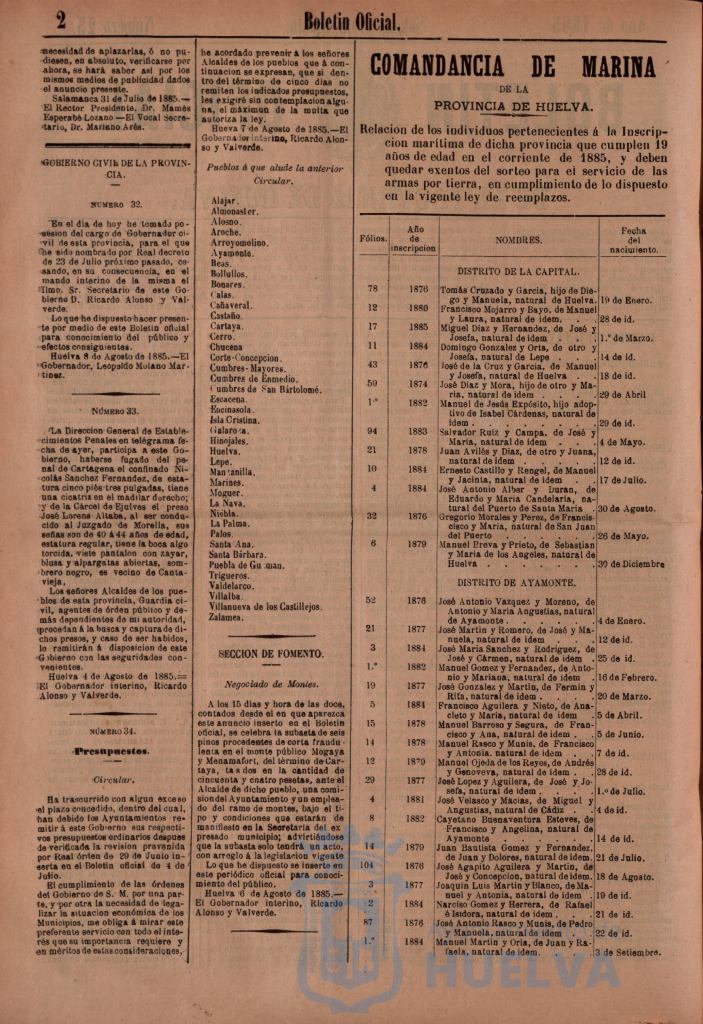 2
Boletin Oficial.
necesidad de aplazarlas, ó no pu-
diesen, en absoluto, verificarse por
ahora, se hará saber así por los
mismos medios de publicidad dados
el anuncio presente.
Salamanca 31 de Julio de 1885.—
El Rector Presidente, Dr. Mamés
Esperabé Lozano.—El Vocal Secre-
tario, Dr. Mariano Arés.
GOBIERNO CIVIL DE LA PROVIN-
CIA.
NUMERO 32.
En el dia de hoy he tomado po-
sesion del cargo de Gobernador ci-
vil de esta provincia, para el que
he sido nombrado por Real decreto
de 23 de Julio próximo pasado, ce-
sando, en su consecuencia, en el
mando interino de la misma el
Ilmo. Sr. Secretario de este Go-
bierno D. Ricardo Alonso y Val-
verde.
Lo que he dispuesto hacer presen-
te por medio de este Boletin oficial
para conocimiento del público y
efectos consiguientes.
Huelva 8 de Agosto de 1885.—El
Gobernador, Leopoldo Molano Mar-
tinez.
NÚMERO 33.
La Direccion General de Estable-
cimientos Penales en telégrama fe-
cha de ayer, participa a este Go-
bierno, haberse fugado del pe-
nal de Cartagena el confinado Ni-
colás Sanchez Fernandez, de esta-
tura cinco piés tres pulgadas, tiene
una cicatriz en el madilar derecho;
y de la Cárcel de Ejulves el preso
José Lorens Altaba, al ser condu-
cido al Juzgado de Morella, sus
señas son de 40 á 44 años de edad,
estatura regular, tiene la boca algo
torcida, viste pantalon con zayar,
blusa y alpargatas abiertas, som-
brero negro, es vecino de Canta-
vieja,
Los señores Alcaldes de los pue-
blos de esta provincia, Guardia ci-
vil, agentes de órden público y de-
más dependientes de mi autoridad,
procedan á la busca y captura de di-
chos presos, y caso de ser habidos,
lo remitirán á disposicion de este
Gobierno con las seguridades con-
venientes.
Huelva 4 de Agosto de 1885.=
El Gobernador interino, Ricardo
Alonso y Valverde.
NÚMERO 34.
Presupuestos.
Circular.
Ha trascurrido con algun exceso
el plazo concedido, dentro del cual,
han debido los Ayuntamientos re-
mitir á este Gobierno sus respecti-
vos presupuestos ordinarios despues
de verificada la revision prevenida
por Real órden de 29 de Junio in-
serta en el Boletin oficial de 4 de
Julio.
El cumplimiento de las órdenes
del Gobierno de S. M. por una par-
te, y por otra la necesidad de lega-
lizar la situacion económica de los
Municipios, me obliga á mirar este
preferente servicio con todo el inte-
rés que su importancia requiere y
en méritos de estas consideraciones,
he acordado prevenir á los señores
Alcaldes de los pueblos que á con-
tinuacion se expresan, que si den-
tro del término de cinco dias no
remiten los indicados presupuestos,
les exigiré sin contemplacion algu-
na, el máximun de la multa que
autoriza la ley.
Hueva 7 de Agosto de 1885.—El
Gobernador interino, Ricardo Alon-
so y Valverde.
Pueblos á que alude la anterior
Circular.
Alajar.
Almonaster.
Alosno.
Aroche.
Arroyomolino.
Ayamonte.
Beas.
Bollullos.
Bonares.
Calas.
Cañaveral.
Castaño.
Cartaya.
Cerro.
Chucena
Corte-Concepcion.
Cumbres-Mayores.
Cumbres de Enmedio.
Cumbres de San Bártolomé.
Escacena.
Encinasola.
Isla Cristina.
Galaroza.
Hinojales.
Huelva.
Lepe.
Manzanilla.
Marines.
Moguer.
La Nava.
Niebla.
La Palma.
Palos.
Santa Ana.
Santa Bárbara.
Puebla de Guzman.
Trigueros.
Valdelarco.
Villalba.
Villanueva de los Castillejos.
Zalamea.
SECCION DE FOMENTO.
Negociado de Montes.
A los 15 dias y hora de las doce,
contados desde el en que aparezca
este anuncio inserto en el Boletin
oficial, se celebra la subasta de seis
pinos procedentes de corta fraudu-
lenta en el monte público Mogaya
y Menamafort, del término de Car-
taya, tasados en la cantidad de
cincuenta y cuatro pesetas, ante el
Alcalde de dicho pueblo, una comi-
sion del Ayuntamiento y un emplea-
do del ramo de montes, bajo el ti-
po y condiciones que estarán de
manifiesto en la Secretaria del ex
presado municipio; advirtiéndose
que la subasta solo tendrá un acto,
con arreglo á la legislacion vigente
Lo que he dispuesto se inserte en
este periódico oficial para conoci-
miento del público.
Huelva 6 de Agosto de 1885.—
El Gobernador interino, Ricardo
Alonso y Valverde.
COMANDANCIA DE MARINA
DE LA
PROVINCIA DE HUELVA.
Relacion de los individuos pertenecientes á la Inscrip-
cion marítima de dicha provincia que cumplen 19
años de edad en el corriente de 1885, y deben
quedar exentos del sorteo para el servicio de las
armas por tierra, en cumplimiento de lo dispuesto
en la vigente ley de reemplazos.
Fólios. Año de inscripcion NOMBRES. Fecha del nacimiento.
DISTRITO DE LA CAPITAL.
78 1876 Tomás Cruzado y Garcia, hijo de Die-
go y Manuela, natural de Huelva. 19 de Enero.
12 1880 Francisco Mojarro y Bayo, de Manuel
y Laura, natural de idem. . . 28 de id.
17 1885 Miguel Diaz y Hernandez, de José y
Josefa, natural de idem . . . 1.º de Marzo.
11 1884 Domingo Gonzalez y Orta, de otro y
Josefa, natural de Lepe . . . 14 de id.
43 1876 José de la Cruz y Garcia, de Manuel
y Josefa, natural de Huelva . . 18 de id.
59 1874 José Diaz y Mora, hijo de otro y Ma-
ria, natural de idem . . . 29 de Abril
1.º 1882 Manuel de Jesús Expósito, hijo adop-
tivo de Isabel Cárdenas, natural de
idem. . . . 29 de id.
94 1883 Salvador Ruiz y Campa, de José y
Maria, natural de idem . . . 4 de Mayo.
21 1878 Juan Avilés y Diaz, de otro y Juana,
natural de idem . . . 12 de id.
10 1884 Ernesto Castillo y Rengel, de Manuel
y Jacinta, natural de idem . . 17 de Julio.
4 1884 José Antonio Alber y Duran, de
Eduardo y Maria Candelaria, na-
tural del Puerto de Santa Maria . 30 de Agosto.
32 1876 Gregorio Morales y Pérez, de Francis-
cisco y Maria, natural de San Juan
del Puerto . . . 26 de Mayo.
6 1879 Manuel Ereva y Prieto, de Sebastian
y Maria de los Angeles, natural de
Huelva . . . 30 de Diciembre
DISTRITO DE AYAMONTE.
52 1876 José Antonio Vazquez y Moreno, de
Antonio y Maria Angustias, natural
de Ayamonte . . . 4 de Enero.
21 1877 José Martin y Romero, de José y Ma-
nuela, natural de idem . . . 12 de id.
3 1884 José Maria Sanchez y Rodriguez, de
José y Cármen, natural de idem . 25 de id.
1.º 1882 Manuel Gomez y Fernandez, de Anto-
nio y Mariana, natural de idem . 16 de Febrero.
19 1877 José Gonzalez y Martin, de Fermin y
Rita, natural de idem . . . 20 de Marzo.
5 1884 Francisco Aguilera y Nieto, de Ana-
cleto y Maria, natural de idem . 5 de Abril.
15 1878 Manuel Barroso y Segura, de Fran-
cisco y Ana, natural de idem . . 5 de Junio.
14 1878 Manuel Rasco y Munis, de Francisco
y Antonia, natural de idem . . 7 de id.
12 1879 Manuel Ojeda de los Reyes, de Andrés
y Genoveva, natural de idem . . 28 de id.
29 1877 José Lopez y Aguilera, de José y Jo-
sefa, natural de idem . . . 1.º de Julio.
4 1881 José Velasco y Macias, de Miguel y
Angustias, natural de Cádiz . . 4 de id.
8 1882 Cayetano Buenaventura Esteves, de
Francisco y Angelina, natural de
Ayamonte . . . 14 de id.
14 1879 Juan Bautista Gomez y Fernandez,
de Juan y Dolores, natural de idem. 21 de Julio.
104 1876 José Agapito Aguilera y Martin, de
José y Concepcion, natural de idem . 18 de Agosto.
3 1877 Joaquin Luis Martin y Blanco, de Ma-
nuel y Antonia, natural de idem . 19 de id.
2 1884 Narciso Gomez y Herrera, de Rafael
é Isidora, natural de idem . . 21 de id.
87 1876 José Antonio Rasco y Munis, de Pedro
y Manuela, natural de idem . . 22 de id.
1.º 1884 Manuel Martin y Oria, de Juan y Ra-
faela, natural de idem. . . 3 de Setiembre.
HUELVA